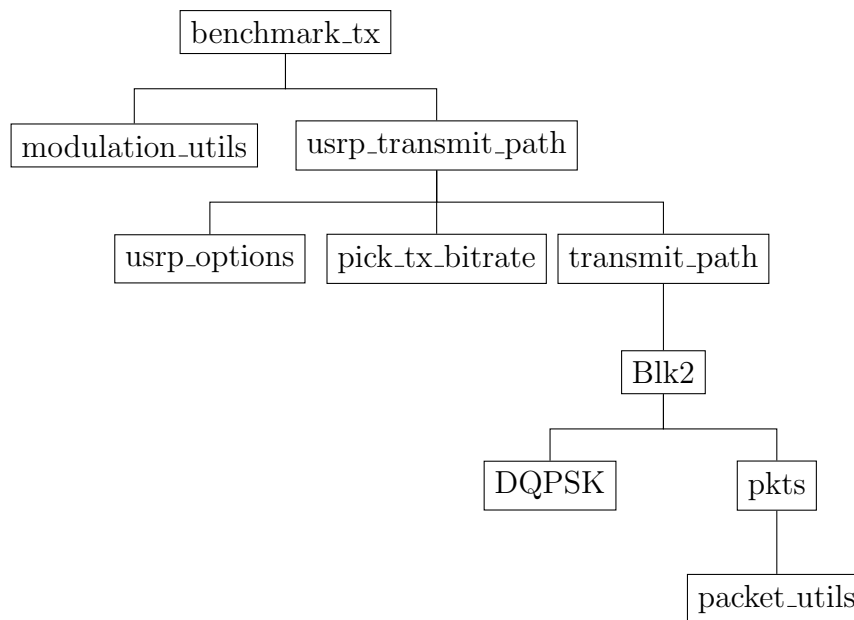 benchmark_tx
modulation_utils
usrp_transmit_path
usrp_options
pick_tx_bitrate
transmit_path
Blk2
DQPSK
pkts
packet_utils